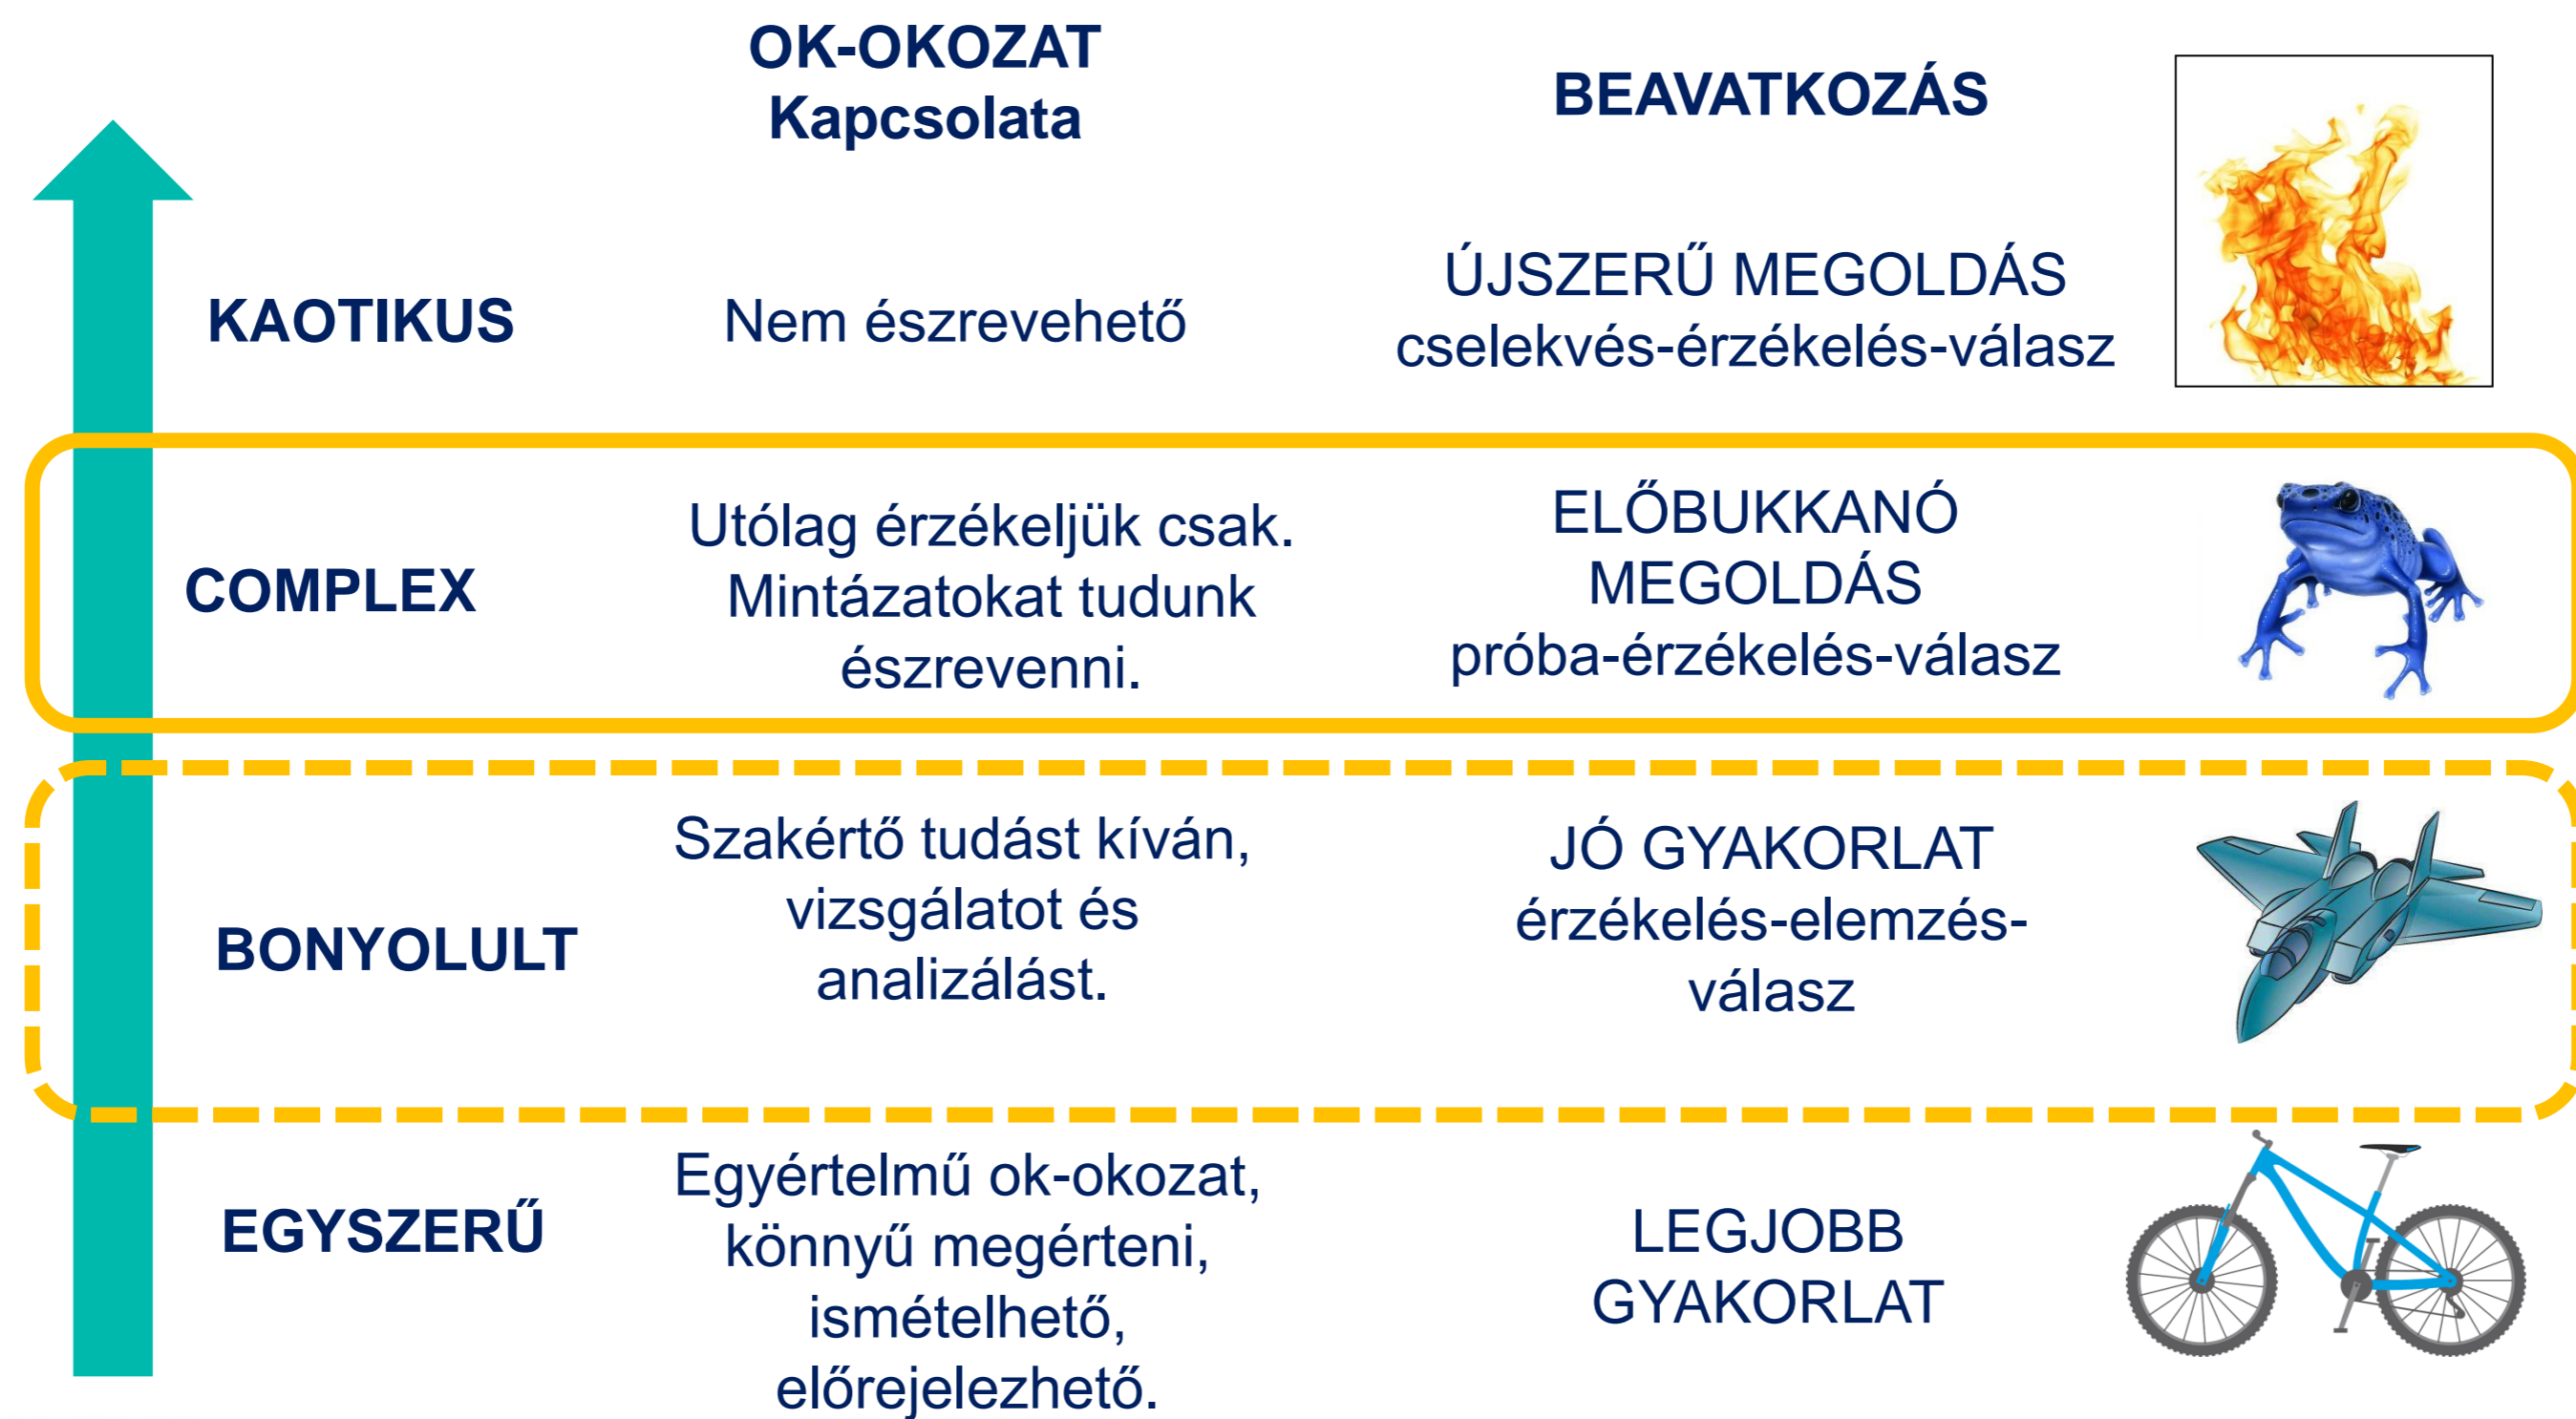 OK-OKOZAT
Kapcsolata
BEAVATKOZÁS
KAOTIKUS
Nem észrevehető
ÚJSZERŰ MEGOLDÁS
cselekvés-érzékelés-válasz
COMPLEX
Utólag érzékeljük csak.
Mintázatokat tudunk
észrevenni.
ELŐBUKKANÓ
MEGOLDÁS
próba-érzékelés-válasz
BONYOLULT
Szakértő tudást kíván,
vizsgálatot és
analizálást.
JÓ GYAKORLAT
érzékelés-elemzés-
válasz
EGYSZERŰ
Egyértelmű ok-okozat,
könnyű megérteni,
ismételhető,
előrejelezhető.
LEGJOBB
GYAKORLAT